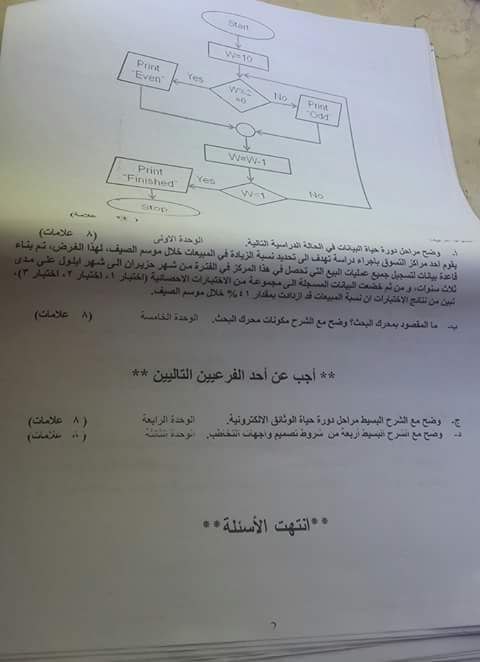 Start
W=10
Print "Even"
Yes
W%2 =0
No
Print "Odd"
W=W-1
Print "Finished"
Yes
W=1
No
Stop
أ- وضح مراحل دورة حياة البيانات في الحالة الدراسية التالية. الوحدة الاولى (٨ علامات)
يقوم احد مراكز التسوق بأجراء دراسة تهدف الى تحديد نسبة الزيادة في المبيعات خلال موسم الصيف، لهذا الغرض، تم بناء
قاعدة بيانات لتسجيل جميع عمليات البيع التي تحصل في هذا المركز في الفترة من شهر حزيران الى شهر ايلول على مدى
ثلاث سنوات، و من ثم خضعت البيانات المسجلة الى مجموعة من الاختبارات الاحصائية (اختبار ١، اختبار ٢، اختبار ٣)،
تبين من نتائج الاختبارات ان نسبة المبيعات قد ازدادت بمقدار ٤١% خلال موسم الصيف.
ب- ما المقصود بمحرك البحث؟ وضح مع الشرح مكونات محرك البحث. الوحدة الخامسة (٨ علامات)
** أجب عن أحد الفرعيين التاليين **
ج- وضح مع الشرح البسيط مراحل دورة حياة الوثائق الالكترونية. الوحدة الرابعة (٨ علامات)
د- وضح مع الشرح البسيط أربعة من شروط تصميم واجهات التخاطب. الوحدة الثالثة (٨ علامات)
**انتهت الأسئلة**